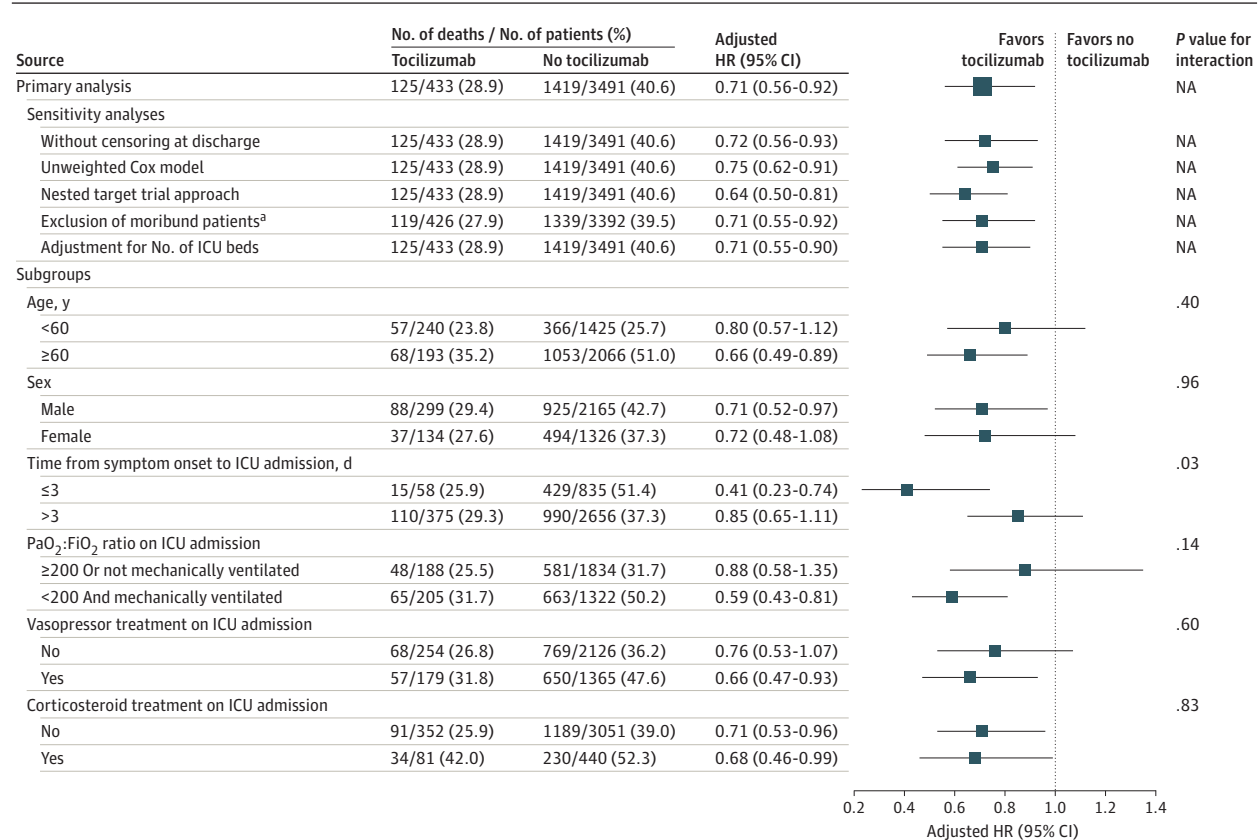 No. of deaths / No. of patients (%)
Source Tocilizumab No tocilizumab Adjusted HR (95% CI) Favors tocilizumab Favors no tocilizumab P value for interaction
Primary analysis 125/433 (28.9) 1419/3491 (40.6) 0.71 (0.56-0.92) NA
Sensitivity analyses
Without censoring at discharge 125/433 (28.9) 1419/3491 (40.6) 0.72 (0.56-0.93) NA
Unweighted Cox model 125/433 (28.9) 1419/3491 (40.6) 0.75 (0.62-0.91) NA
Nested target trial approach 125/433 (28.9) 1419/3491 (40.6) 0.64 (0.50-0.81) NA
Exclusion of moribund patientsa 119/426 (27.9) 1339/3392 (39.5) 0.71 (0.55-0.92) NA
Adjustment for No. of ICU beds 125/433 (28.9) 1419/3491 (40.6) 0.71 (0.55-0.90) NA
Subgroups
Age, y .40
<60 57/240 (23.8) 366/1425 (25.7) 0.80 (0.57-1.12)
≥60 68/193 (35.2) 1053/2066 (51.0) 0.66 (0.49-0.89)
Sex .96
Male 88/299 (29.4) 925/2165 (42.7) 0.71 (0.52-0.97)
Female 37/134 (27.6) 494/1326 (37.3) 0.72 (0.48-1.08)
Time from symptom onset to ICU admission, d .03
≤3 15/58 (25.9) 429/835 (51.4) 0.41 (0.23-0.74)
>3 110/375 (29.3) 990/2656 (37.3) 0.85 (0.65-1.11)
PaO2:FiO2 ratio on ICU admission .14
≥200 Or not mechanically ventilated 48/188 (25.5) 581/1834 (31.7) 0.88 (0.58-1.35)
<200 And mechanically ventilated 65/205 (31.7) 663/1322 (50.2) 0.59 (0.43-0.81)
Vasopressor treatment on ICU admission .60
No 68/254 (26.8) 769/2126 (36.2) 0.76 (0.53-1.07)
Yes 57/179 (31.8) 650/1365 (47.6) 0.66 (0.47-0.93)
Corticosteroid treatment on ICU admission .83
No 91/352 (25.9) 1189/3051 (39.0) 0.71 (0.53-0.96)
Yes 34/81 (42.0) 230/440 (52.3) 0.68 (0.46-0.99)
0.2 0.4 0.6 0.8 1.0 1.2 1.4
Adjusted HR (95% CI)